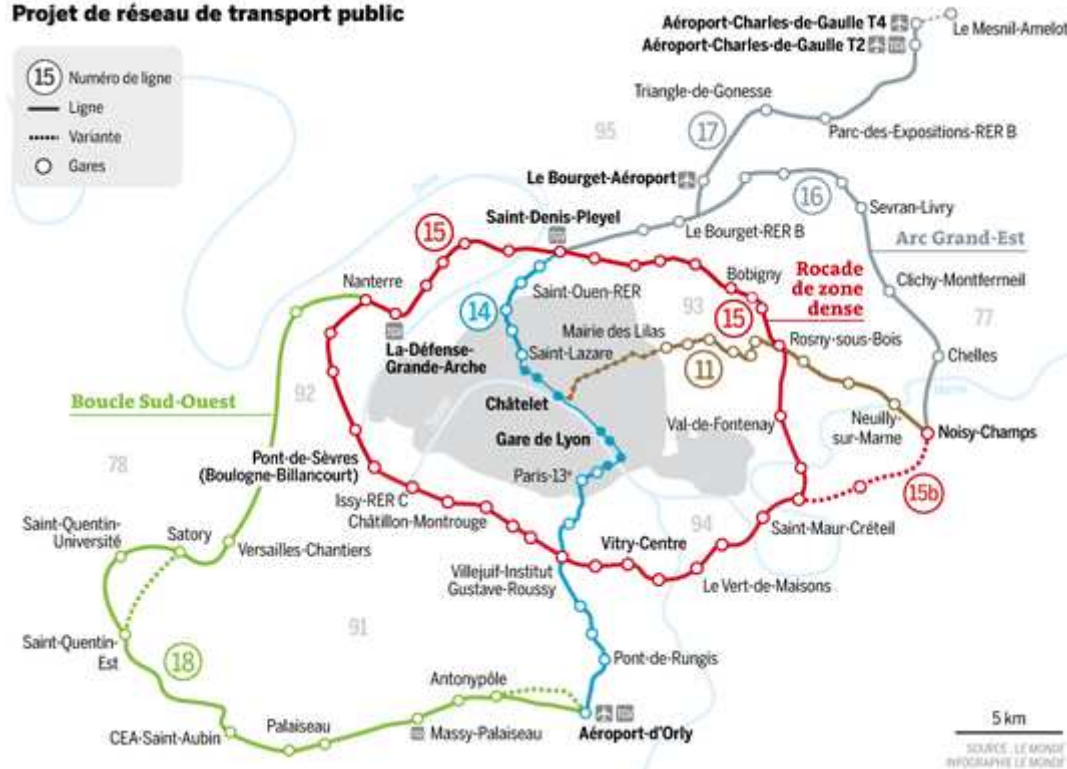 Projet de réseau de transport public
15 Numéro de ligne
Ligne
Variante
Gares
Aéroport-Charles-de-Gaulle T4
Le Mesnil-Amelot
Aéroport-Charles-de-Gaulle T2
Triangle-de-Gonesse
17
Parc-des-Expositions-RER B
95
Le Bourget-Aéroport
16
Sevran-Livry
Saint-Denis-Pleyel
Le Bourget-RER B
15
Arc Grand-Est
Nanterre
Bobigny
Rocade
de zone
dense
Clichy-Montfermeil
Saint-Ouen-RER
14
93
77
Mairie des Lilas
15
Rosny-sous-Bois
La-Défense-
Grande-Arche
Saint-Lazare
11
Chelles
92
Boucle Sud-Ouest
Châtelet
Val-de-Fontenay
Neuilly-
sur-Marne
Noisy-Champs
Gare de Lyon
78
Pont-de-Sèvres
(Boulogne-Billancourt)
Paris-13e
15b
Issy-RER C
Châtillon-Montrouge
94
Saint-Maur-Créteil
Saint-Quentin-
Université
Satory
Versailles-Chantiers
Vitry-Centre
Villejuif-Institut
Gustave-Roussy
Le Vert-de-Maisons
91
Saint-Quentin-
Est
18
Pont-de-Rungis
Antonypôle
CEA-Saint-Aubin
Palaiseau
Massy-Palaiseau
Aéroport-d'Orly
5 km
SOURCE : LE MONDE
INFOGRAPHIE LE MONDE